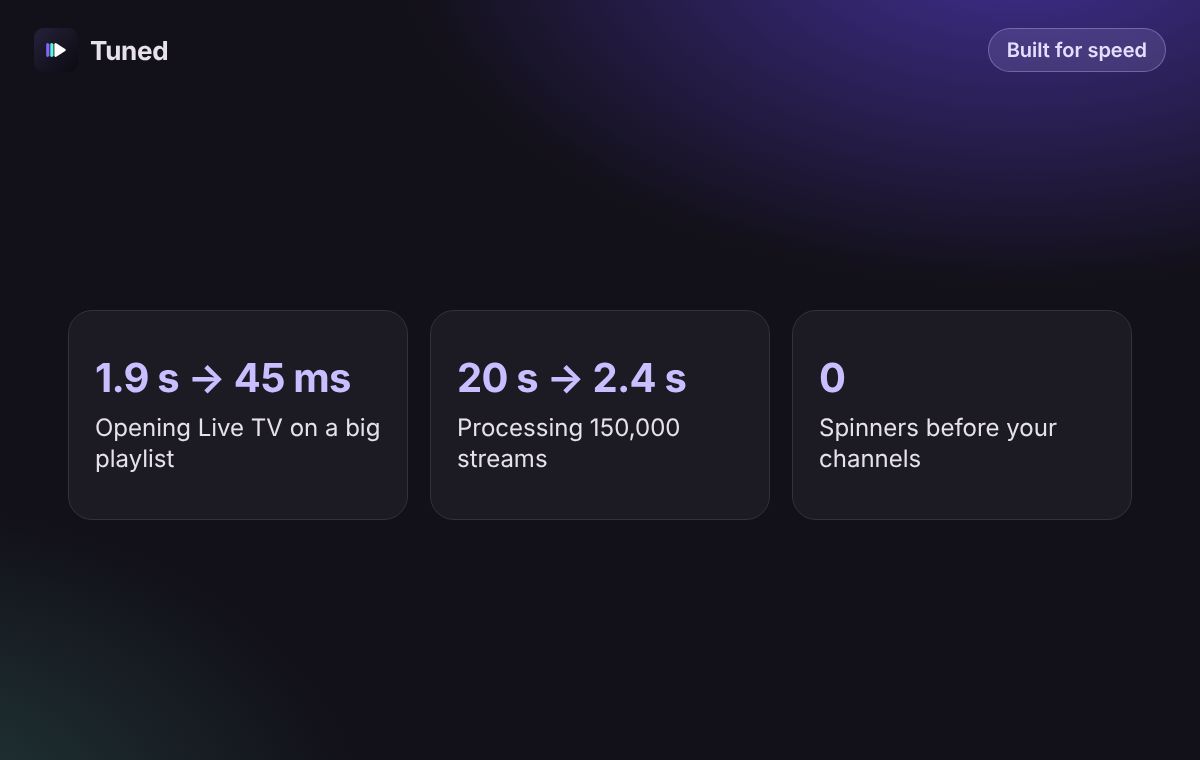 Tuned
Built for speed
1.9 s → 45 ms
Opening Live TV on a big
playlist
20 s → 2.4 s
Processing 150,000
streams
0
Spinners before your
channels